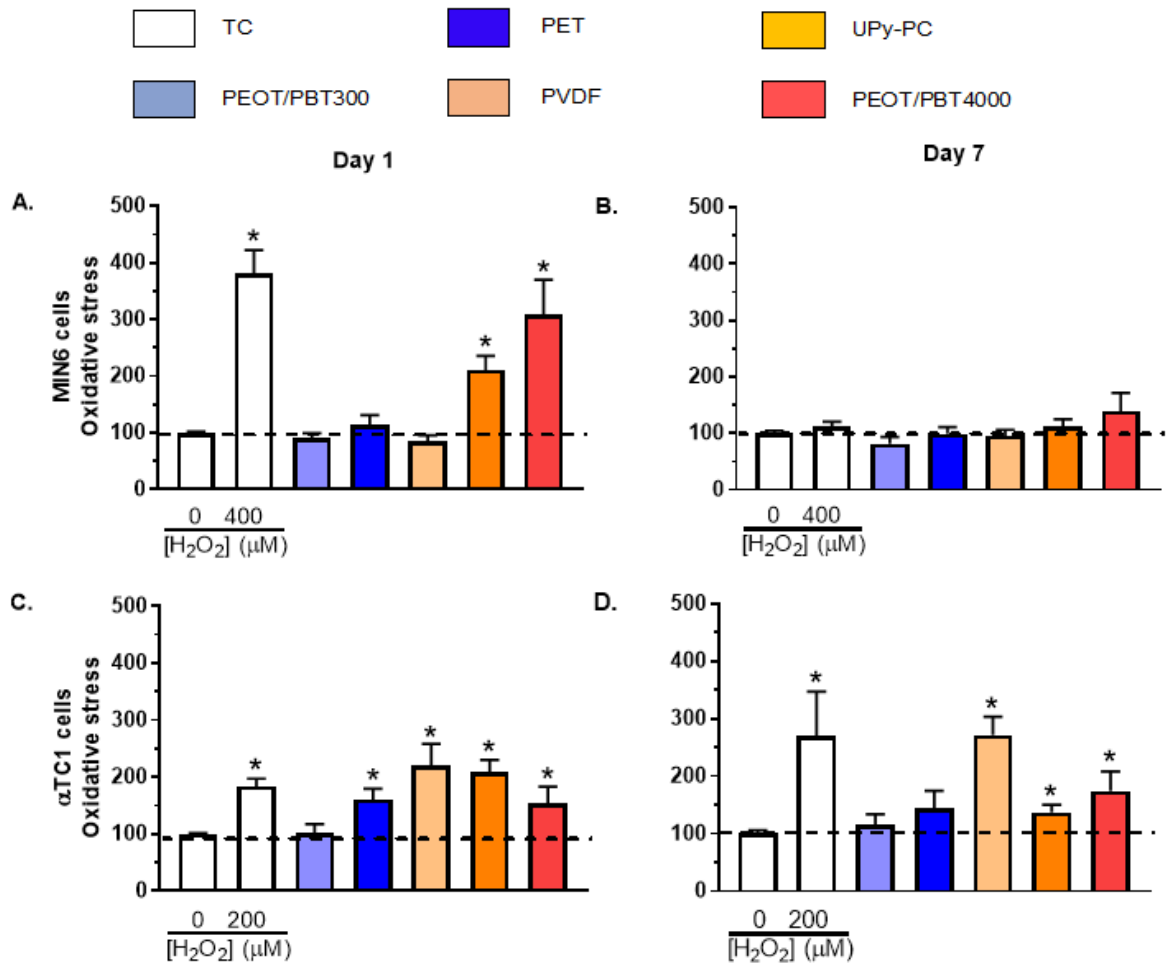 TC PET UPy-PC
PEOT/PBT300 PVDF PEOT/PBT4000
Day 1 Day 7
A.
MIN6 cells
Oxidative stress
500
400
300
200
100
0
* * *
0 400
[H₂O₂] (μM)
B.
500
400
300
200
100
0
0 400
[H₂O₂] (μM)
C.
αTC1 cells
Oxidative stress
500
400
300
200
100
0
* * * * *
0 200
[H₂O₂] (μM)
D.
500
400
300
200
100
0
* * * *
0 200
[H₂O₂] (μM)